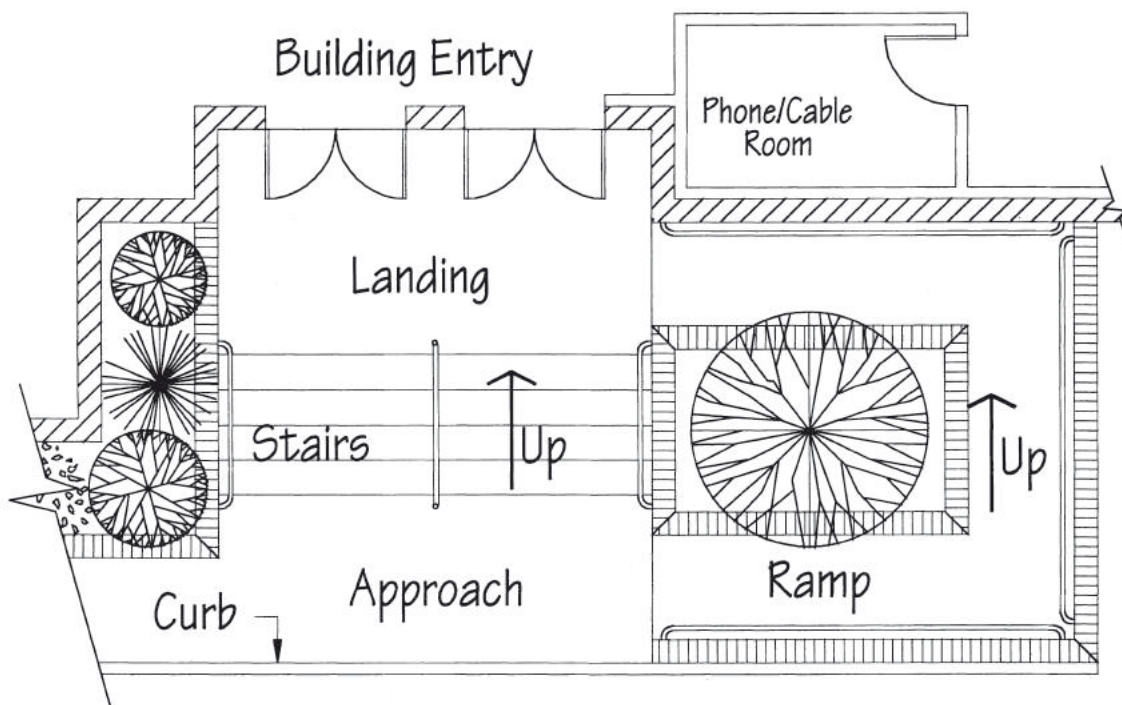 Building Entry
Phone/Cable
Room
Landing
Stairs
Up
Up
Approach
Ramp
Curb